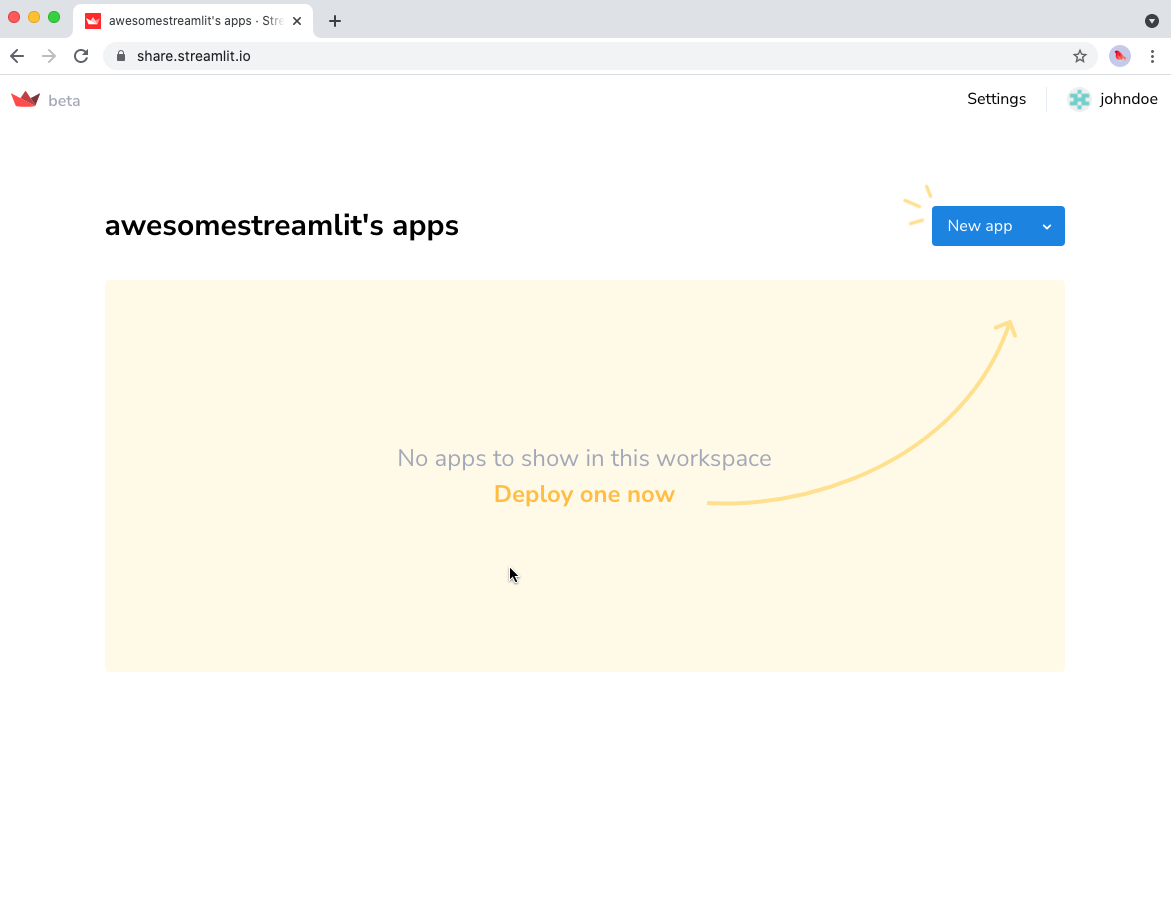 awesomestreamlit's apps · Stre
share.streamlit.io
beta
Settings
johndoe
awesomestreamlit's apps
New app
No apps to show in this workspace
Deploy one now